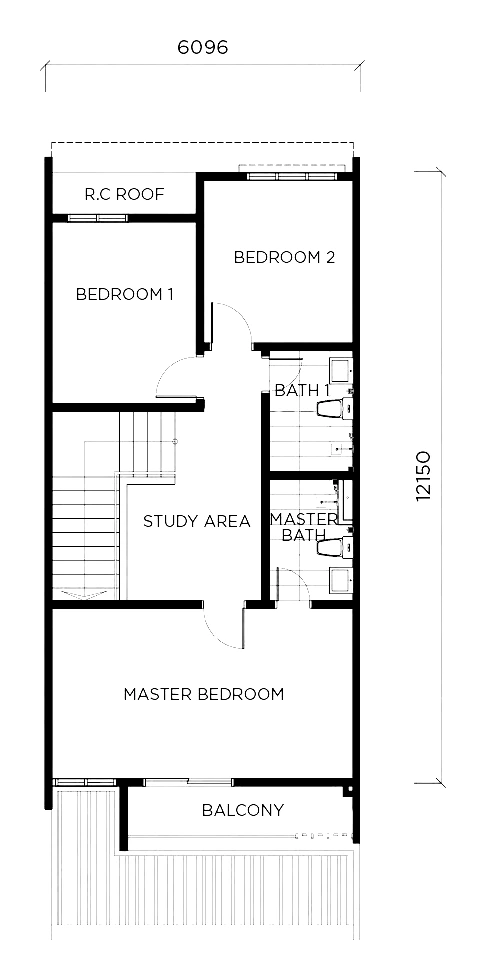 6096
R.C ROOF
BEDROOM 2
BEDROOM 1
BATH 1
12150
STUDY AREA
MASTER
BATH
MASTER BEDROOM
BALCONY